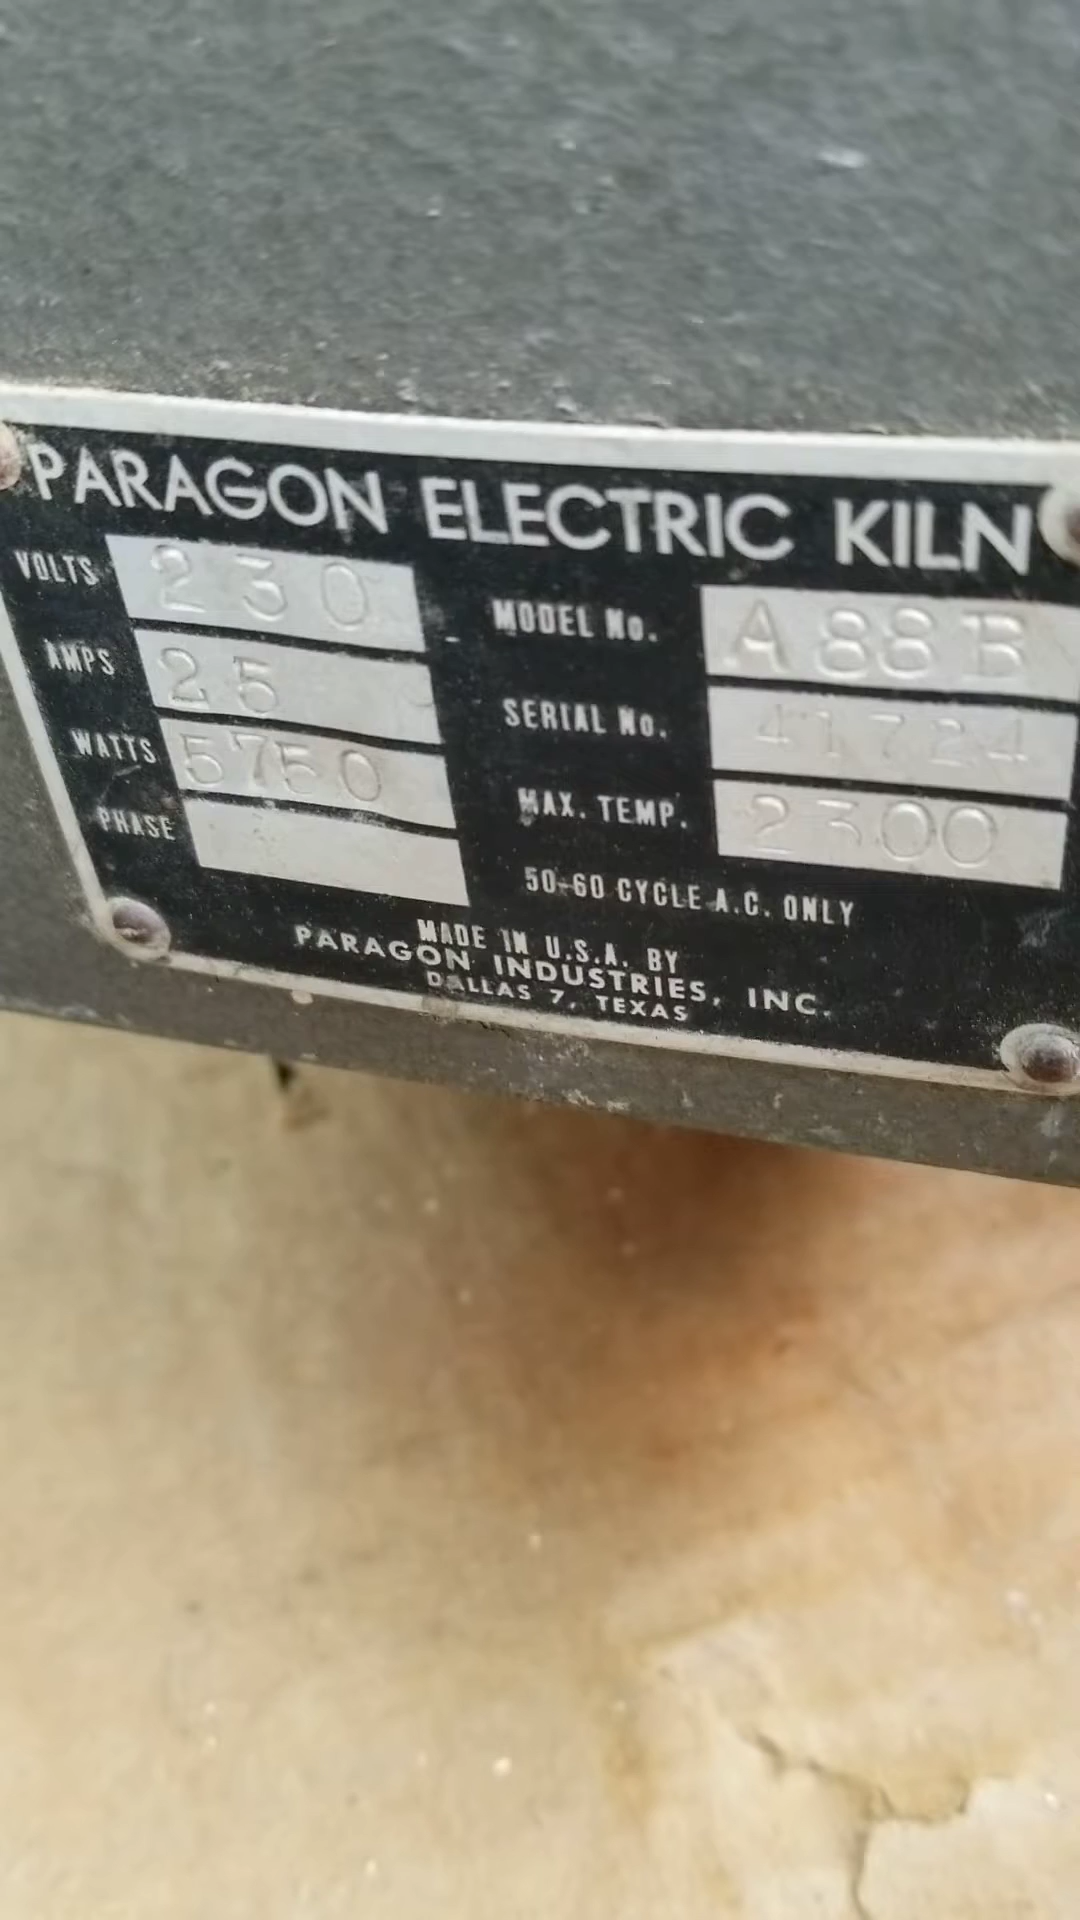 PARAGON ELECTRIC KILN
VOLTS 230
AMPS 25
WATTS 5750
PHASE
MODEL No. A88B
SERIAL No. 41724
MAX. TEMP. 2300
50-60 CYCLE A.C. ONLY
MADE IN U.S.A. BY
PARAGON INDUSTRIES, INC.
DALLAS 7, TEXAS